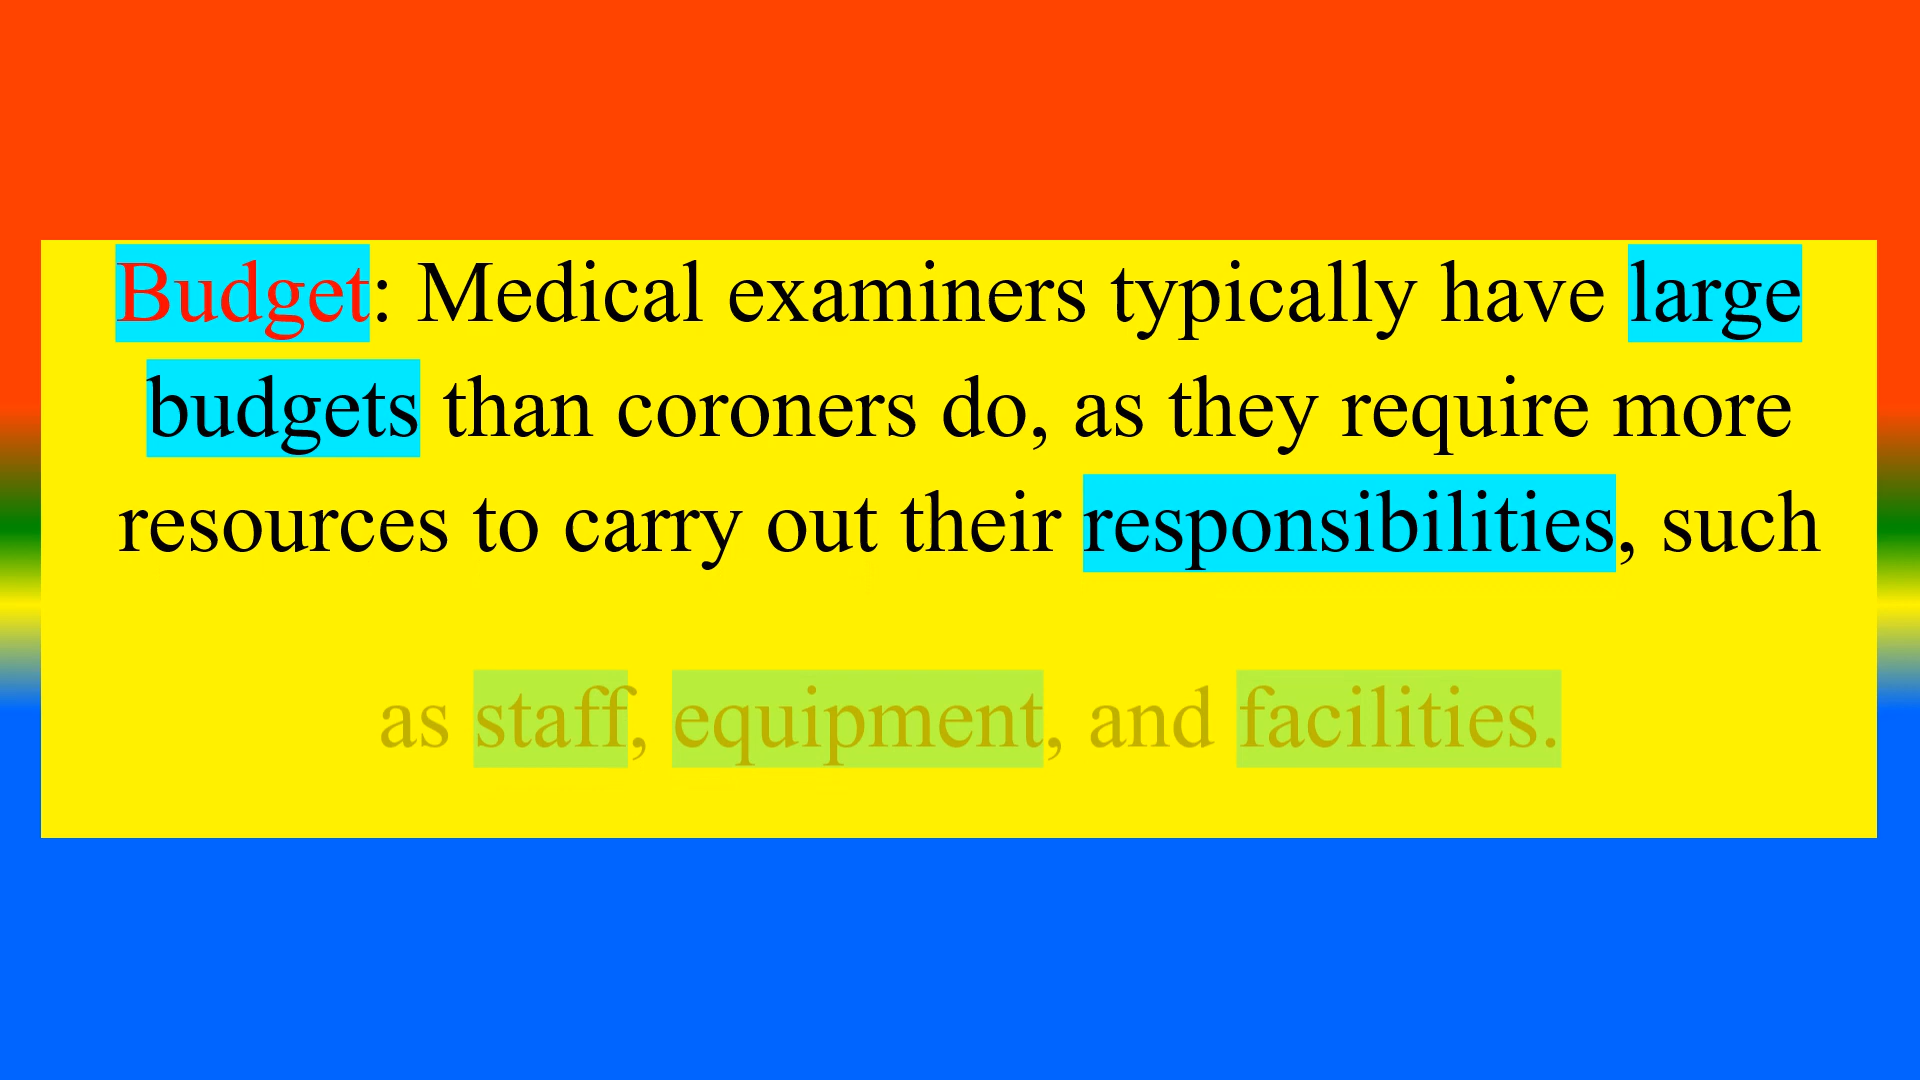 Budget: Medical examiners typically have large
budgets than coroners do, as they require more
resources to carry out their responsibilities, such
as staff, equipment, and facilities.